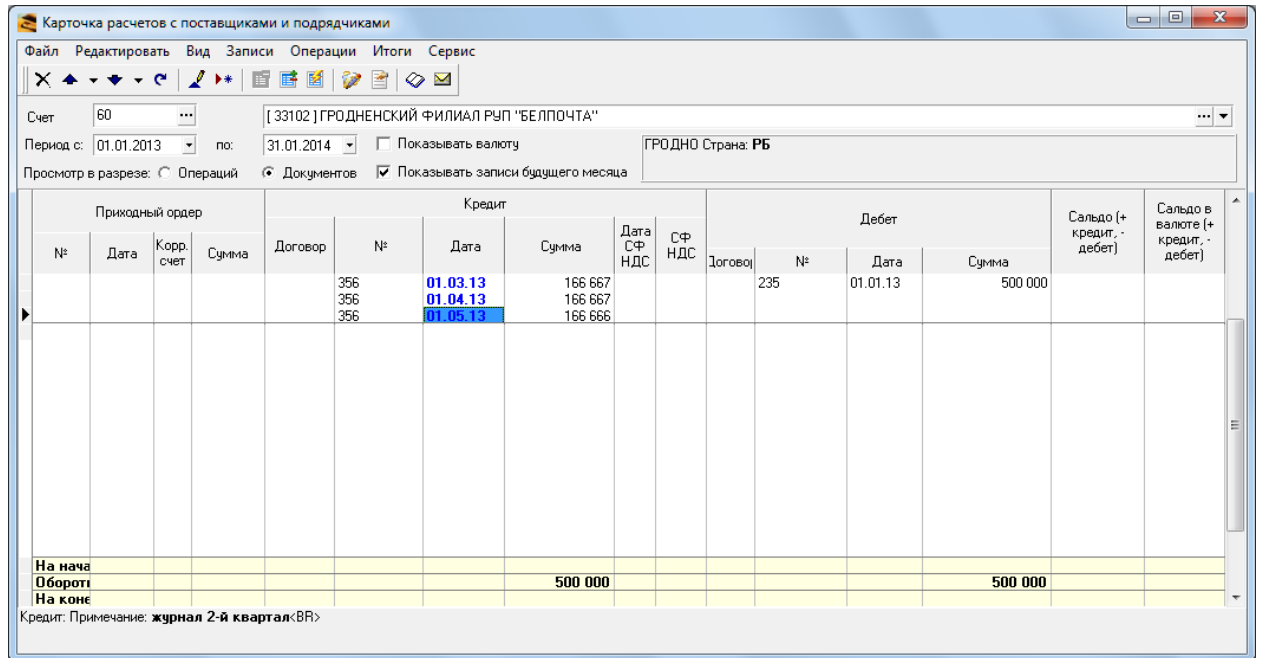 Карточка расчетов с поставщиками и подрядчиками
Файл Редактировать Вид Записи Операции Итоги Сервис
Счет 60 ... [ 33102 ] ГРОДНЕНСКИЙ ФИЛИАЛ РУП "БЕЛПОЧТА" ...
Период с: 01.01.2013 по: 31.01.2014 Показывать валюту ГРОДНО Страна: РБ
Просмотр в разрезе: Операций Документов Показывать записи будущего месяца
Приходный ордер Кредит Дебет Сальдо (+ кредит, - дебет) Сальдо в валюте (+ кредит, - дебет)
№ Дата Корр. счет Сумма Договор № Дата Сумма Дата СФ НДС СФ НДС Догово № Дата Сумма
356 01.03.13 166 667 235 01.01.13 500 000
356 01.04.13 166 667
356 01.05.13 166 666
На нача
Обороты 500 000 500 000
На коне
Кредит: Примечание: журнал 2-й квартал<BR>